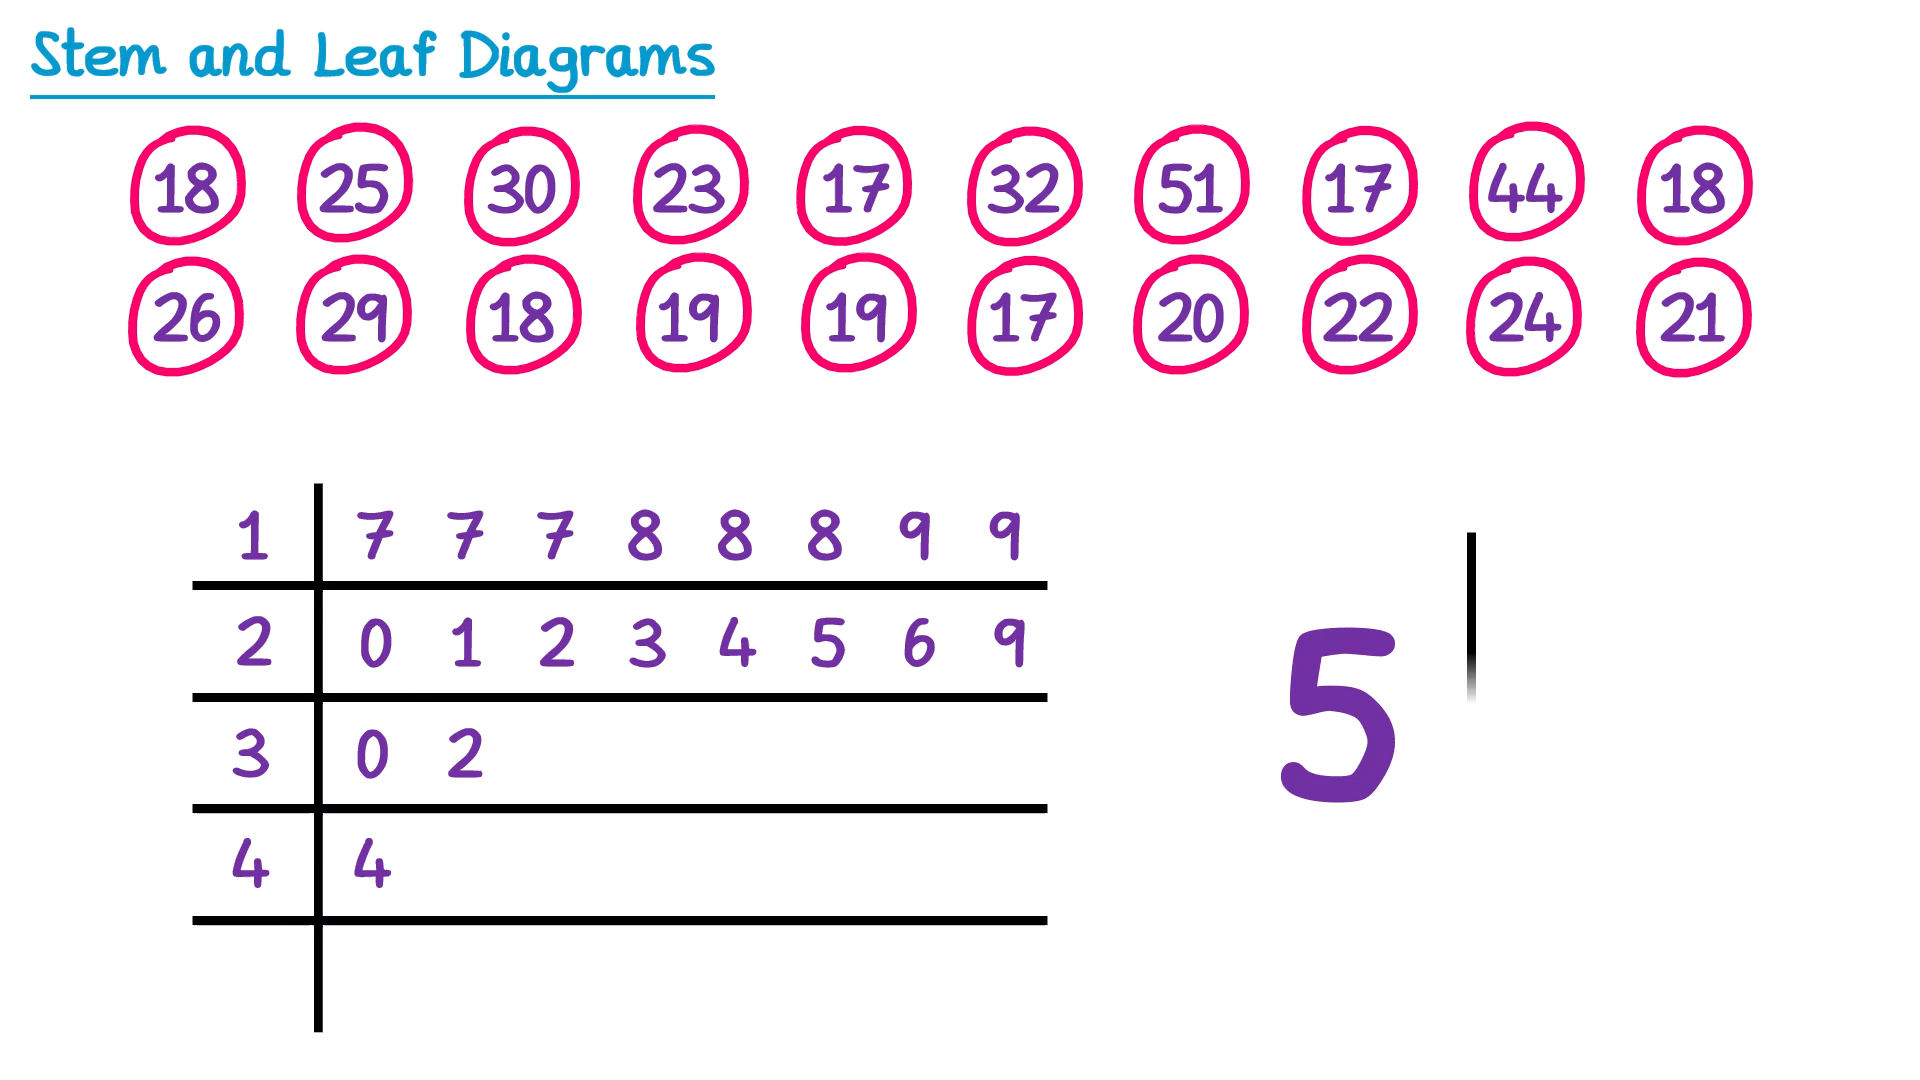 Stem and Leaf Diagrams
18 25 30 23 17 32 51 17 44 18
26 29 18 19 19 17 20 22 24 21
1 7 7 7 8 8 8 9 9
2 0 1 2 3 4 5 6 9
3 0 2
4 4
5